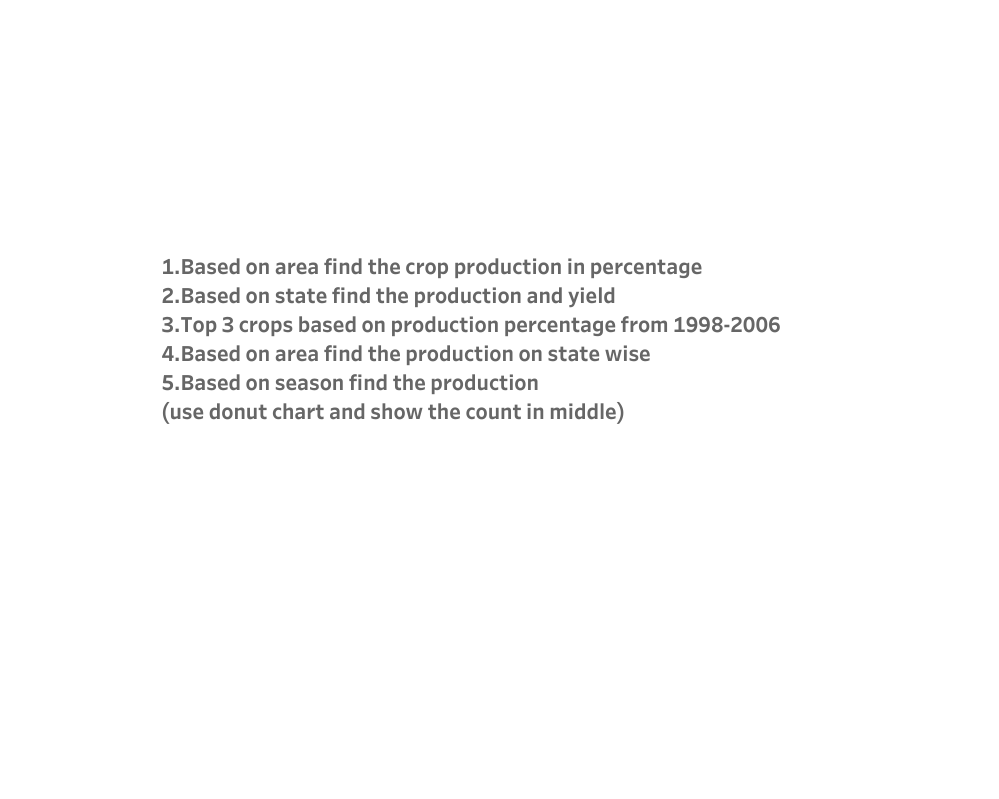 1.Based on area find the crop production in percentage
2.Based on state find the production and yield
3.Top 3 crops based on production percentage from 1998-2006
4.Based on area find the production on state wise
5.Based on season find the production
(use donut chart and show the count in middle)